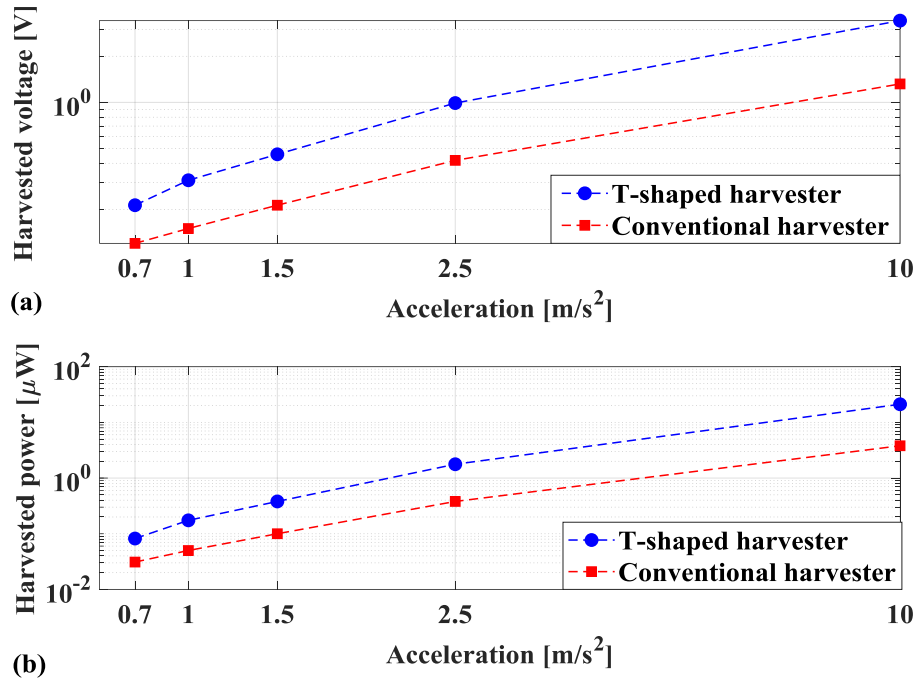 Harvested voltage [V]
10^0
T-shaped harvester
Conventional harvester
0.7 1 1.5 2.5 10
(a)
Acceleration [m/s^2]
Harvested power [μW]
10^2
10^0
10^-2
T-shaped harvester
Conventional harvester
0.7 1 1.5 2.5 10
(b)
Acceleration [m/s^2]